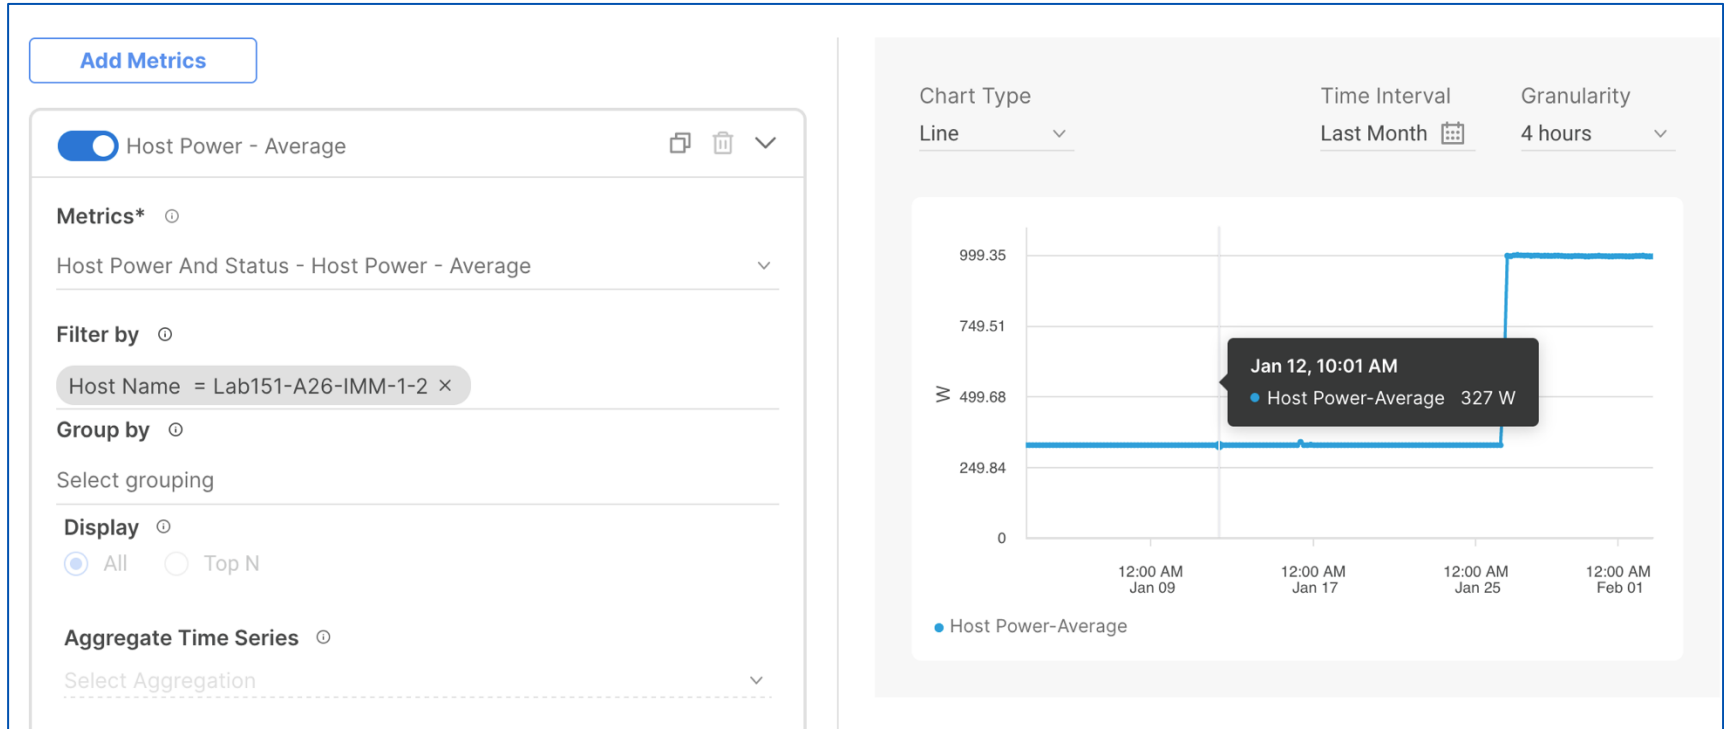 Add Metrics
Host Power - Average
Metrics*
Host Power And Status - Host Power - Average
Filter by
Host Name = Lab151-A26-IMM-1-2 ×
Group by
Select grouping
Display
All Top N
Aggregate Time Series
Select Aggregation
Chart Type
Line
Time Interval
Last Month
Granularity
4 hours
999.35
749.51
499.68
249.84
0
W
Jan 12, 10:01 AM
Host Power-Average 327 W
12:00 AM
Jan 09
12:00 AM
Jan 17
12:00 AM
Jan 25
12:00 AM
Feb 01
Host Power-Average